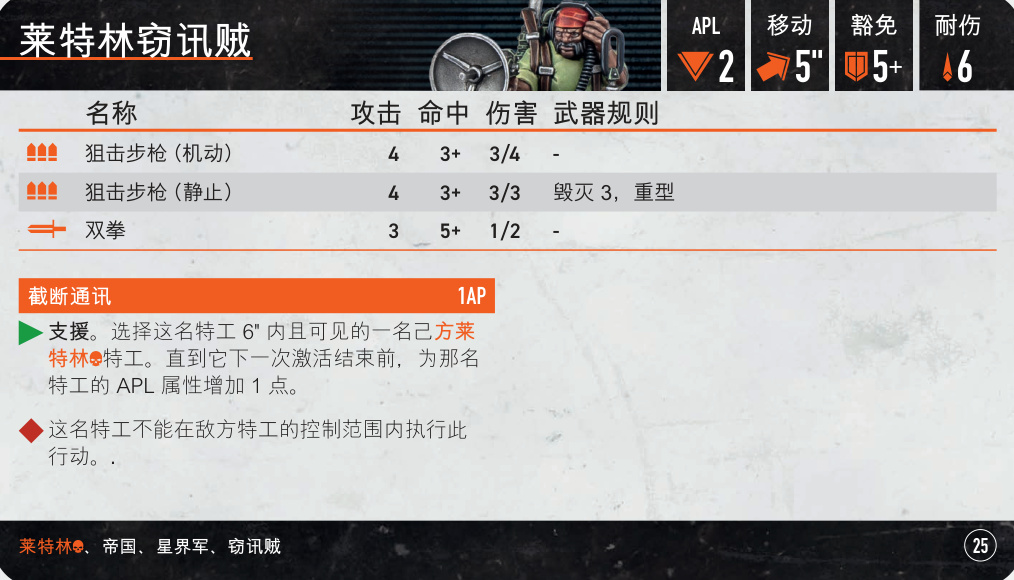 莱特林窃讯贼
APL 移动 豁免 耐伤
2 5" 5+ 6
名称 攻击 命中 伤害 武器规则
狙击步枪（机动） 4 3+ 3/4 -
狙击步枪（静止） 4 3+ 3/3 毁灭 3，重型
双拳 3 5+ 1/2 -
截断通讯 1AP
支援。选择这名特工 6" 内且可见的一名己方莱
特林特工。直到它下一次激活结束前，为那名
特工的 APL 属性增加 1 点。
这名特工不能在敌方特工的控制范围内执行此
行动。.
莱特林、帝国、星界军、窃讯贼
25